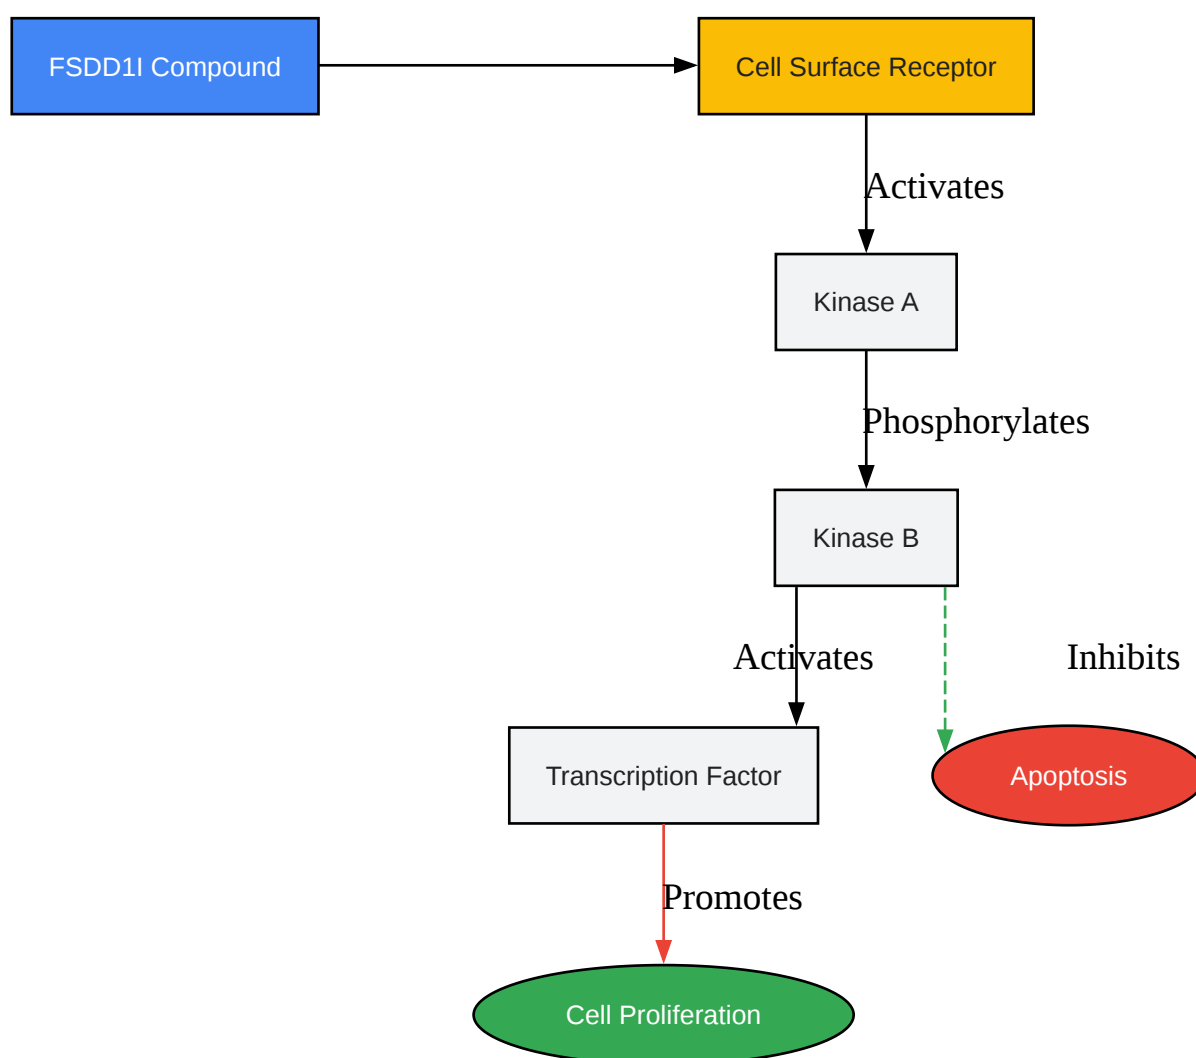 FSDD1I Compound
Cell Surface Receptor
Activates
Kinase A
Phosphorylates
Kinase B
Activates
Inhibits
Transcription Factor
Apoptosis
Promotes
Cell Proliferation